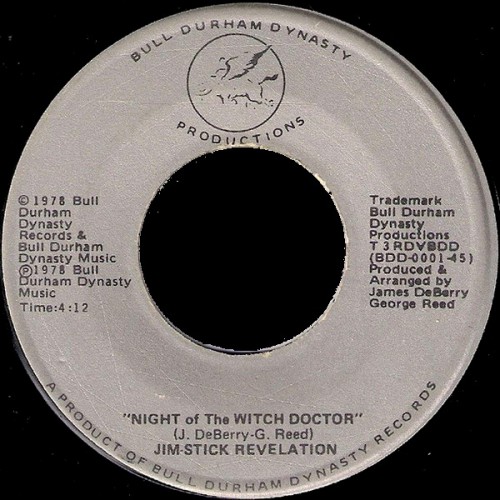 BULL DURHAM DYNASTY
PRODUCTIONS
© 1978 Bull
Durham
Dynasty
Records &
Bull Durham
Dynasty Music
℗1978 Bull
Durham Dynasty
Music
Time:4:12
Trademark
Bull Durham
Dynasty
Productions
T 3 RDVBDD
(BDD-0001-45)
Produced &
Arranged by
James DeBerry
George Reed
"NIGHT of The WITCH DOCTOR"
(J. DeBerry-G. Reed)
JIM-STICK REVELATION
A PRODUCT OF BULL DURHAM DYNASTY RECORDS